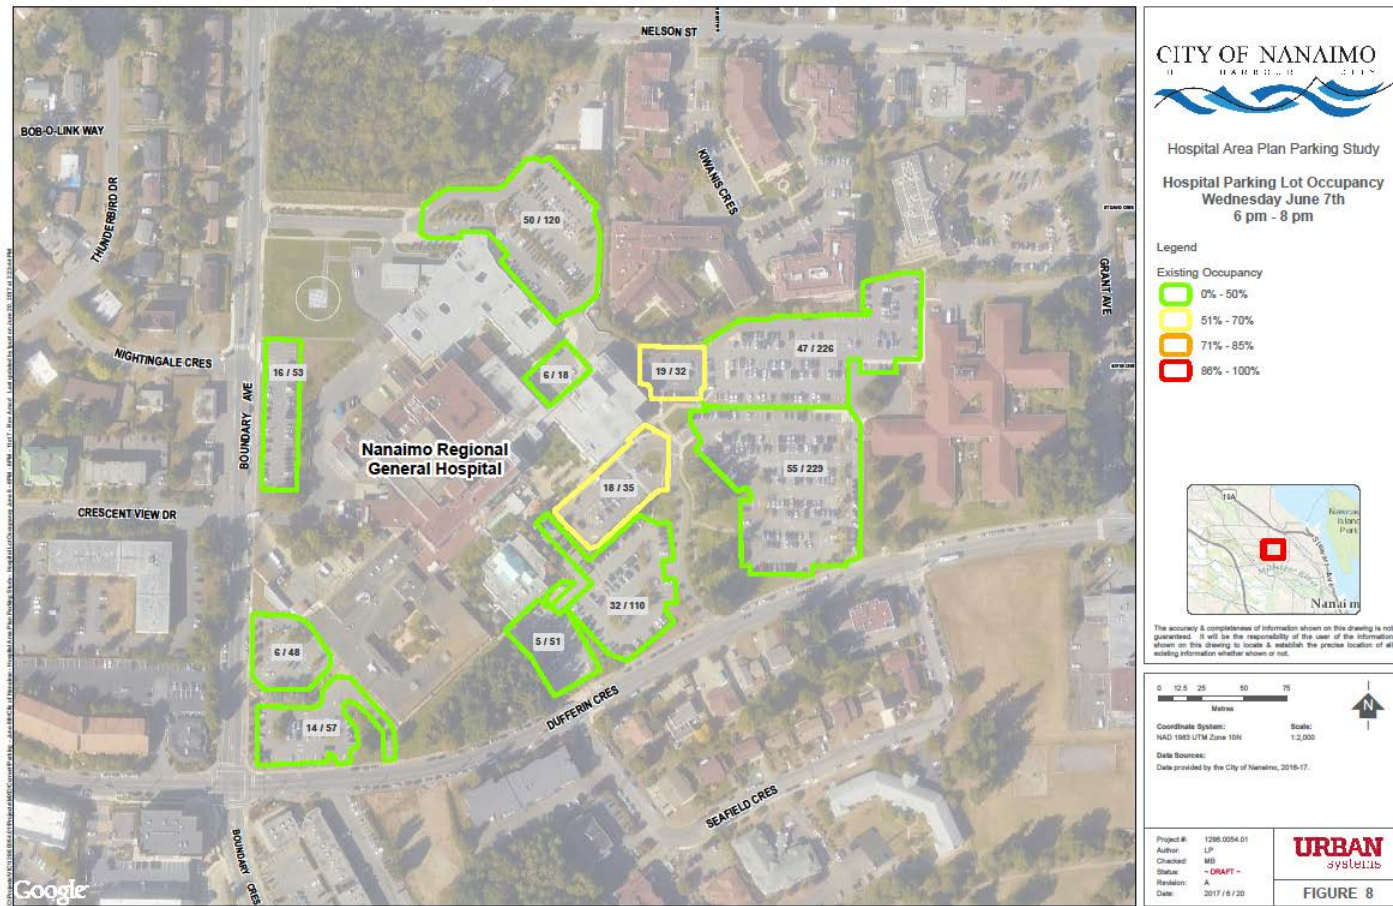 NELSON ST
BOB-O-LINK WAY
THUNDERBIRD DR
KIWANIS CRES
GRANT AVE
50 / 120
NIGHTINGALE CRES
BOUNDARY AVE
16 / 53
6 / 18
19 / 32
47 / 226
Nanaimo Regional
General Hospital
18 / 35
55 / 229
CRESCENT VIEW DR
32 / 110
5 / 51
6 / 48
14 / 57
DUFFERIN CRES
SEAFIELD CRES
BOUNDARY CRES
Google
CITY OF NANAIMO
Hospital Area Plan Parking Study
Hospital Parking Lot Occupancy
Wednesday June 7th
6 pm - 8 pm
Legend
Existing Occupancy
0% - 50%
51% - 70%
71% - 85%
86% - 100%
The accuracy & completeness of information shown on this drawing is not
guaranteed. It will be the responsibility of the user of the information
shown on this drawing to locate & establish the precise location of all
existing information whether shown or not.
0 12.5 25 50 75
Metres
N
Coordinate System:
NAD 1983 UTM Zone 10N
Scale:
1:2,000
Data Sources:
Data provided by the City of Nanaimo, 2016-17.
Project #: 1296.0054.01
Author: LP
Checked: MB
Status: ~ DRAFT ~
Revision: A
Date: 2017 / 6 / 20
URBAN
systems
FIGURE 8